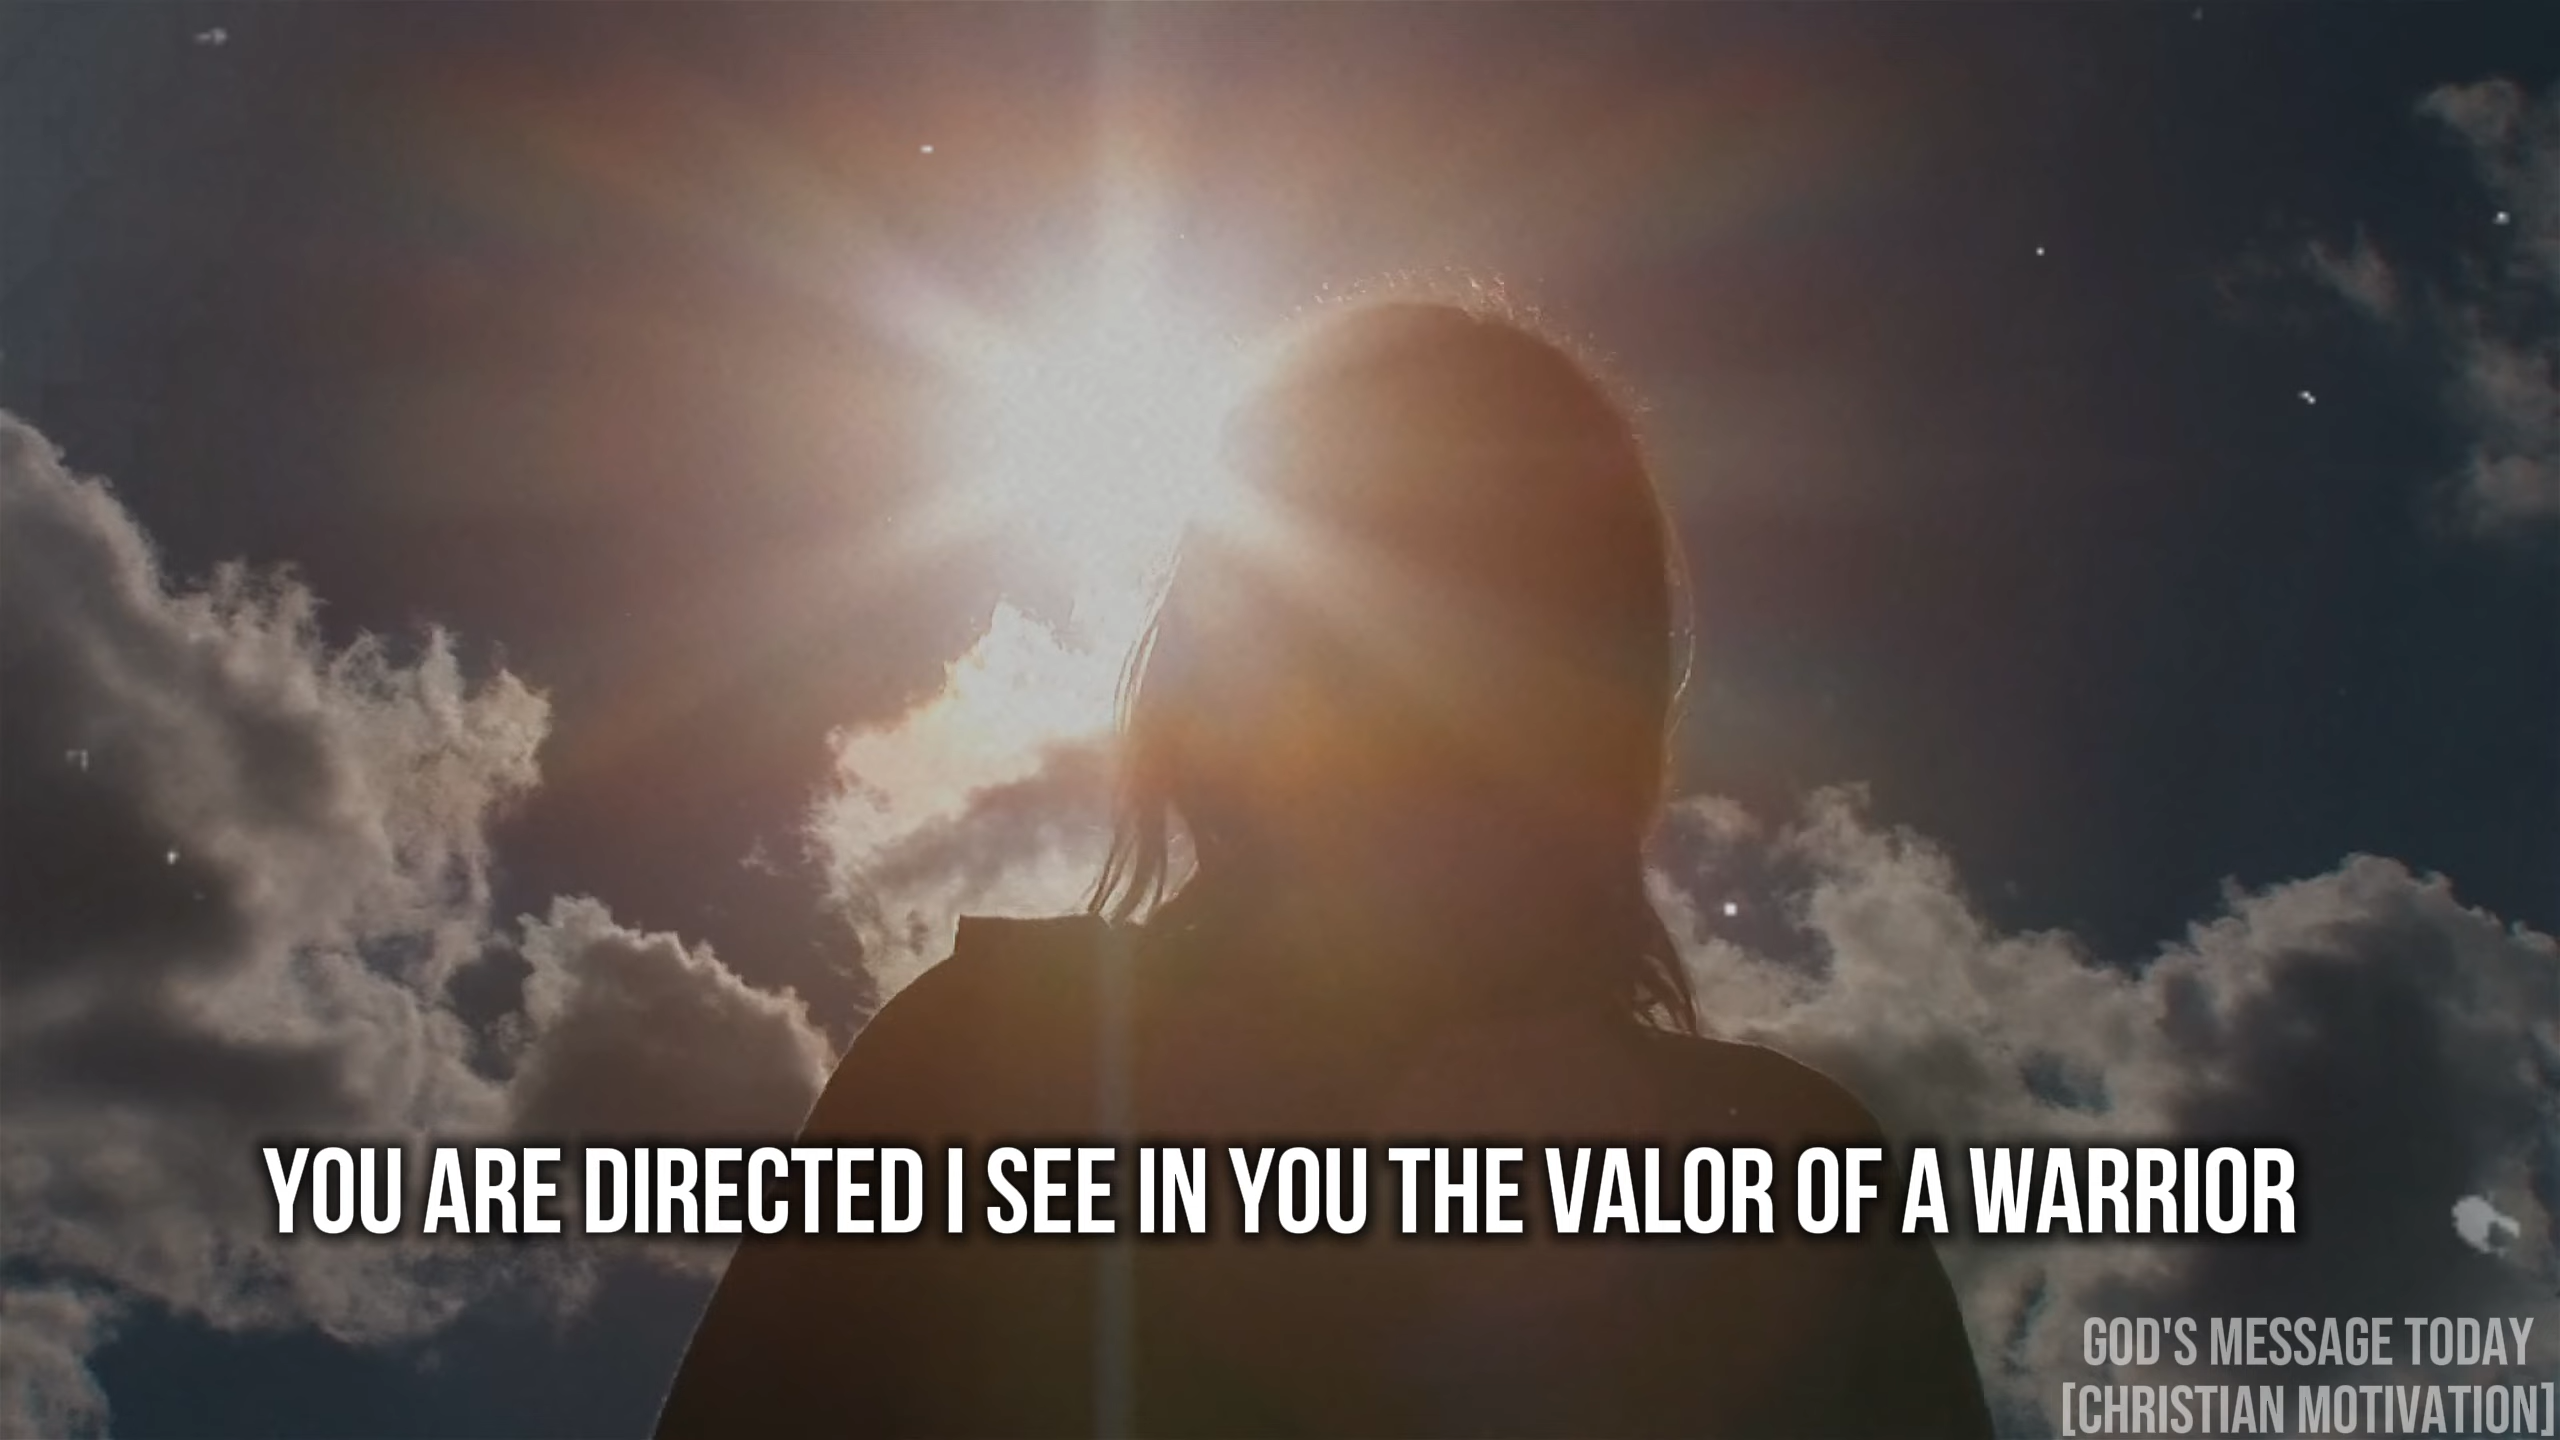 YOU ARE DIRECTED I SEE IN YOU THE VALOR OF A WARRIOR
GOD'S MESSAGE TODAY
[CHRISTIAN MOTIVATION]